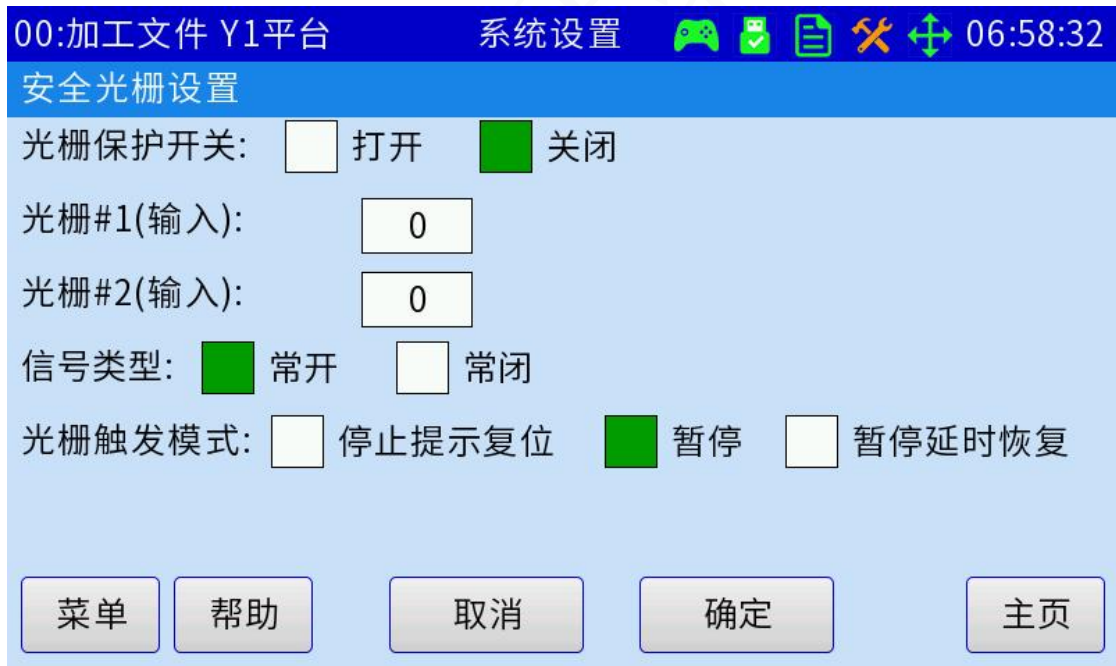 00:加工文件 Y1平台 系统设置 06:58:32
安全光栅设置
光栅保护开关: 打开 关闭
光栅#1(输入): 0
光栅#2(输入): 0
信号类型: 常开 常闭
光栅触发模式: 停止提示复位 暂停 暂停延时恢复
菜单 帮助 取消 确定 主页